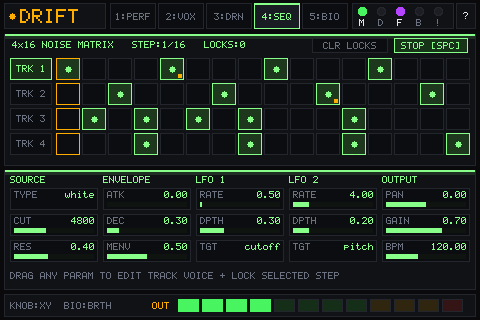 DRIFT 1:PERF 2:VOX 3:DRN 4:SEQ 5:BIO M D F B ! ?
4x16 NOISE MATRIX STEP:1/16 LOCKS:0 CLR LOCKS STOP [SPC]
TRK 1
TRK 2
TRK 3
TRK 4
SOURCE ENVELOPE LFO 1 LFO 2 OUTPUT
TYPE white ATK 0.00 RATE 0.50 RATE 4.00 PAN 0.00
CUT 4800 DEC 0.30 DPTH 0.30 DPTH 0.20 GAIN 0.70
RES 0.40 MENV 0.50 TGT cutoff TGT pitch BPM 120.00
DRAG ANY PARAM TO EDIT TRACK VOICE + LOCK SELECTED STEP
KNOB:XY BIO:BRTH OUT